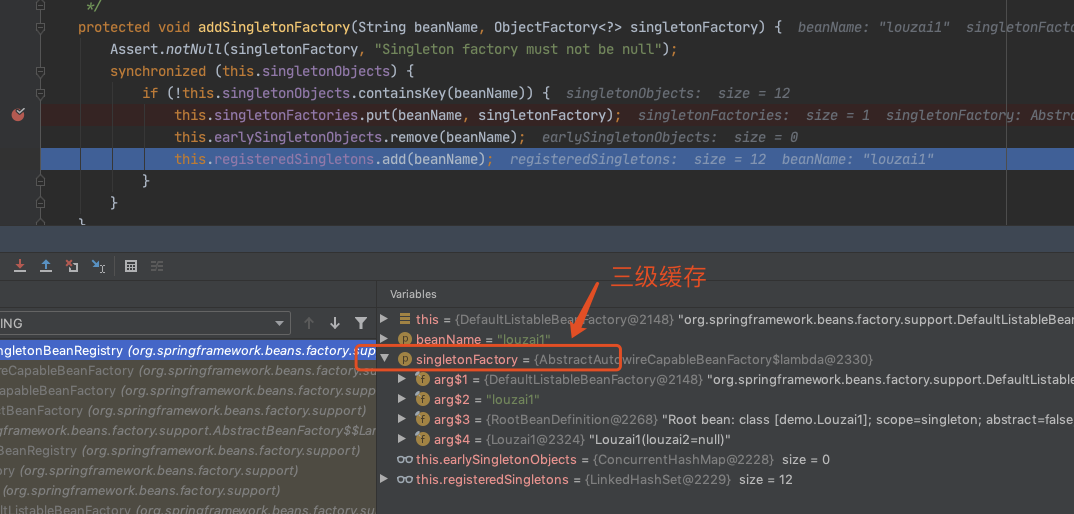 */
protected void addSingletonFactory(String beanName, ObjectFactory<?> singletonFactory) { beanName: "louzai1" singletonFacto
Assert.notNull(singletonFactory, "Singleton factory must not be null");
synchronized (this.singletonObjects) {
if (!this.singletonObjects.containsKey(beanName)) { singletonObjects: size = 12
this.singletonFactories.put(beanName, singletonFactory); singletonFactories: size = 1 singletonFactory: Abstra
this.earlySingletonObjects.remove(beanName); earlySingletonObjects: size = 0
this.registeredSingletons.add(beanName); registeredSingletons: size = 12 beanName: "louzai1"
}
}
}
三级缓存
Variables
ING
this = {DefaultListableBeanFactory@2148} "org.springframework.beans.factory.support.DefaultListableBean
beanName = "louzai1"
ngletonBeanRegistry (org.springframework.beans.factory.supp
singletonFactory = {AbstractAutowireCapableBeanFactory$lambda@2330}
reCapableBeanFactory (org.springframework.beans.factory.su
arg$1 = {DefaultListableBeanFactory@2148} "org.springframework.beans.factory.support.DefaultListable
apableBeanFactory (org.springframework.beans.factory.supp
arg$2 = "louzai1"
actBeanFactory (org.springframework.beans.factory.support)
arg$3 = {RootBeanDefinition@2268} "Root bean: class [demo.Louzai1]; scope=singleton; abstract=false
ngframework.beans.factory.support.AbstractBeanFactory$$Lam
arg$4 = {Louzai1@2324} "Louzai1(louzai2=null)"
BeanRegistry (org.springframework.beans.factory.support)
this.earlySingletonObjects = {ConcurrentHashMap@2228} size = 0
ory (org.springframework.beans.factory.support)
this.registeredSingletons = {LinkedHashSet@2229} size = 12
(org.springframework.beans.factory.support)
ultListableBeanFactory (org.springframework.beans.factory.s